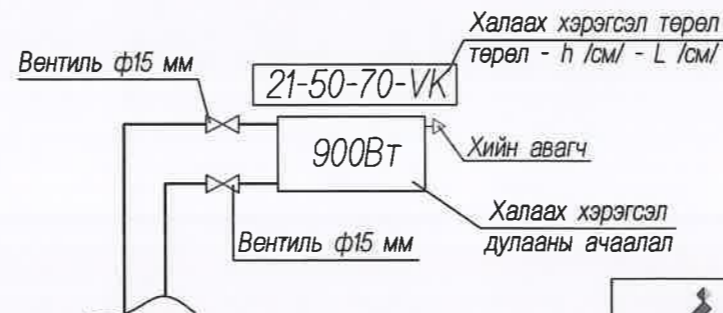 Халаах хэрэгсэл төрөл
төрөл - h /см/ - L /см/
Вентиль ф15 мм
21-50-70-VK
900Вт
Хийн авагч
Халаах хэрэгсэл
дулааны ачаалал
Вентиль ф15 мм